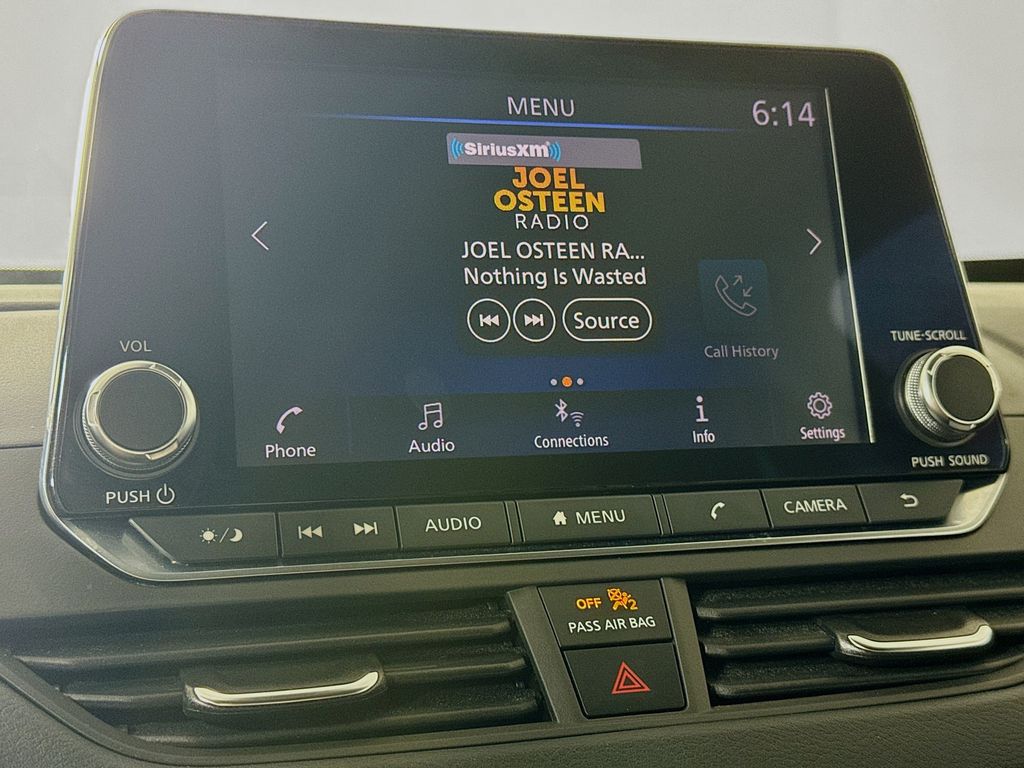 MENU
6:14
SiriusXM
JOEL
OSTEEN
RADIO
JOEL OSTEEN RA...
Nothing Is Wasted
Source
Call History
VOL
TUNE-SCROLL
Phone
Audio
Connections
Info
Settings
PUSH
PUSH SOUND
AUDIO
MENU
CAMERA
OFF 2
PASS AIR BAG